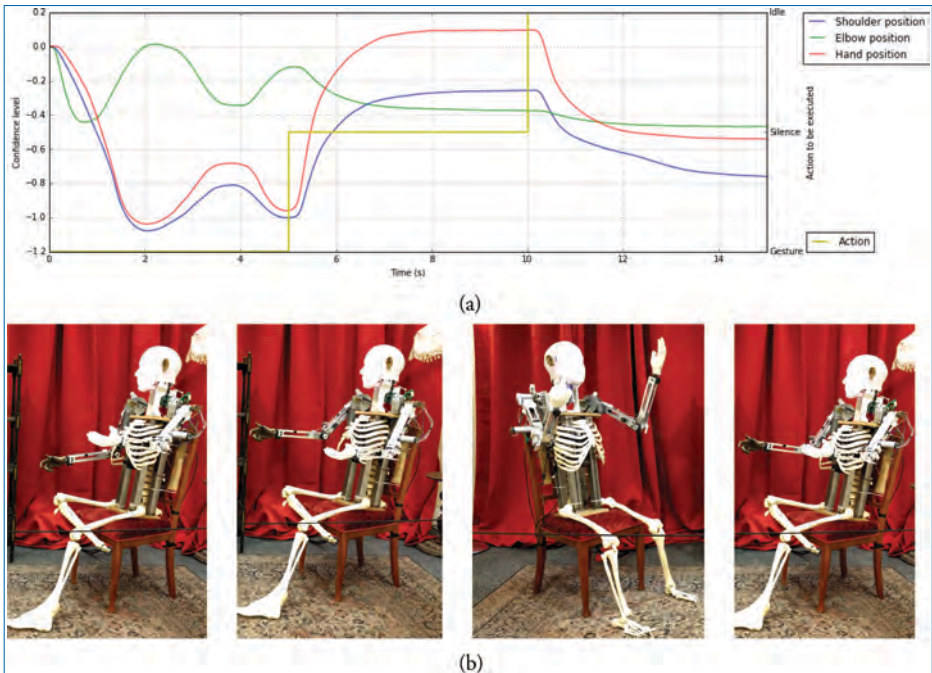 0.2
0.0
−0.2
−0.4
−0.6
−0.8
−1.0
−1.2
Confidence level
0
2
4
6
8
10
12
14
Time (s)
Idle
Silence
Gesture
Action to be executed
Shoulder position
Elbow position
Hand position
Action
(a)
(b)